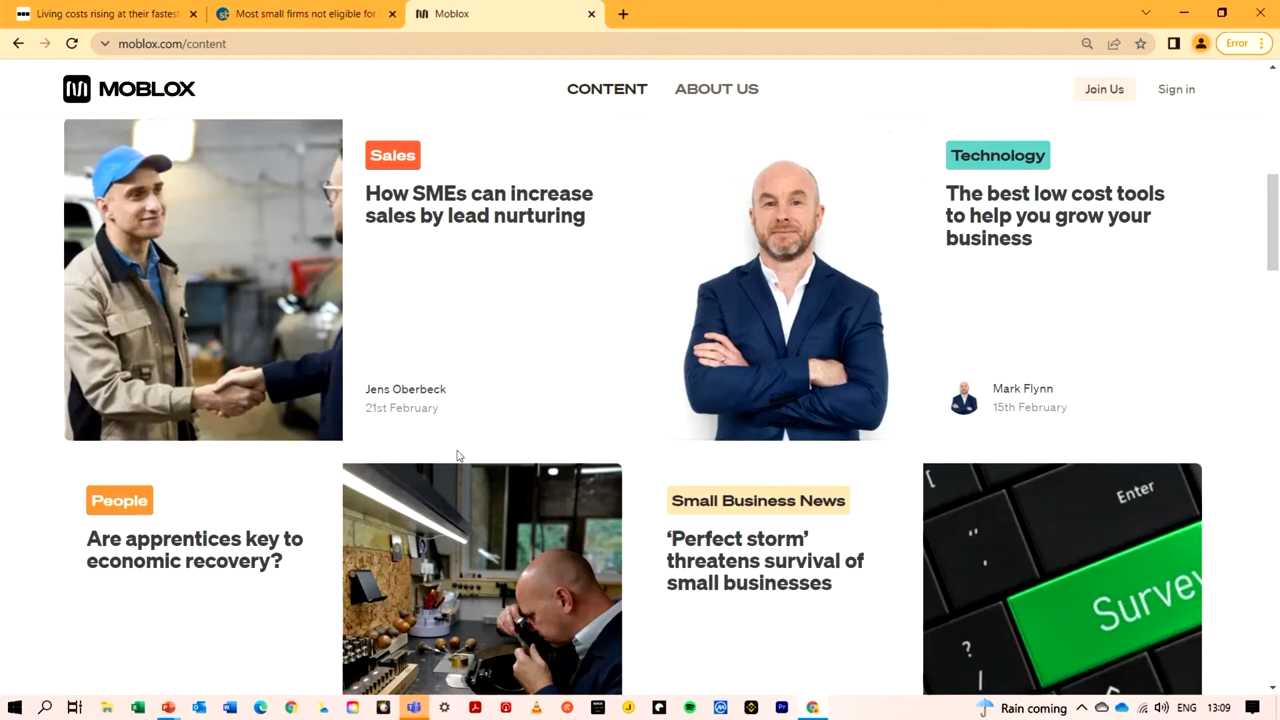 Living costs rising at their fastest
Most small firms not eligible for
Moblox
moblox.com/content
Error
MOBLOX
CONTENT
ABOUT US
Join Us
Sign in
Sales
How SMEs can increase
sales by lead nurturing
Jens Oberbeck
21st February
Technology
The best low cost tools
to help you grow your
business
Mark Flynn
15th February
People
Are apprentices key to
economic recovery?
Small Business News
‘Perfect storm’
threatens survival of
small businesses
Enter
Survey
Rain coming
ENG
13:09